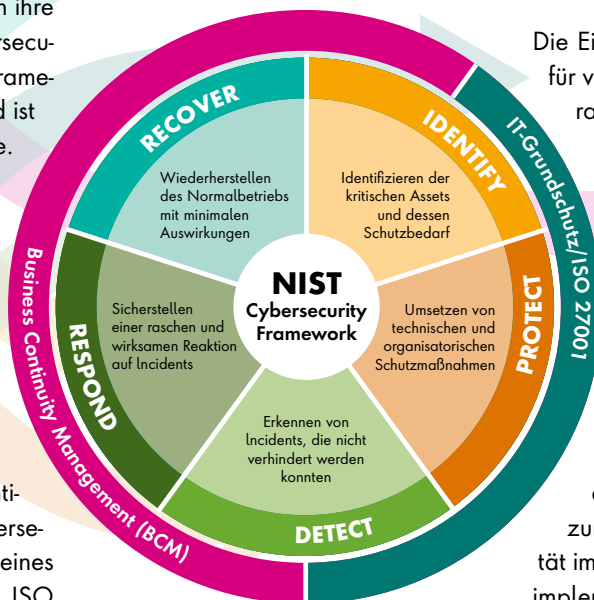 n ihre
rsecu-
rame-
d ist
e.
Die Ei
für v
ra
RECOVER
Wiederherstellen
des Normalbetriebs
mit minimalen
Auswirkungen
IDENTIFY
Identifizieren der
kritischen Assets
und dessen
Schutzbedarf
IT-Grundschutz/ISO 27001
NIST
Cybersecurity
Framework
PROTECT
Umsetzen von
technischen und
organisatorischen
Schutzmaßnahmen
RESPOND
Sicherstellen
einer raschen und
wirksamen Reaktion
auf Incidents
Business Continuity Management (BCM)
Erkennen von
Incidents, die nicht
verhindert werden
konnten
DETECT
nti-
erse-
eines
ISO
zu
tät im
implem